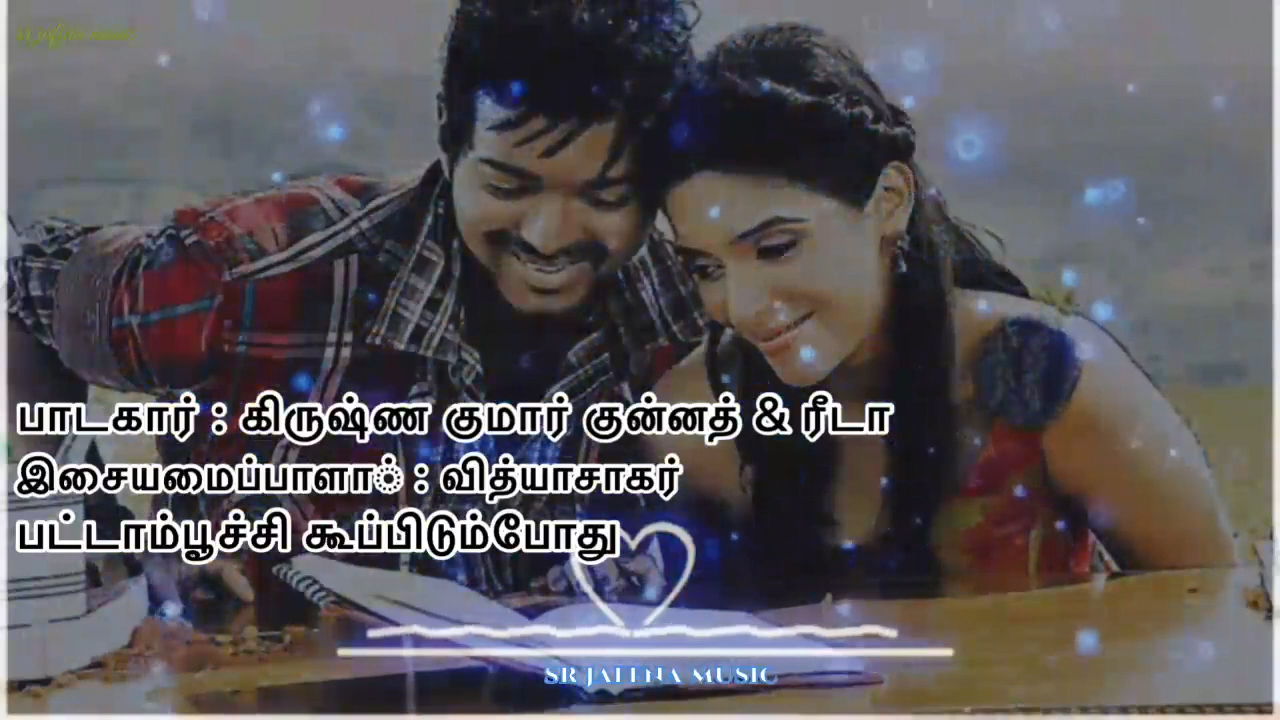 பாடகார் : கிருஷ்ண குமார் குன்னத் & ரீடா
இசையமைப்பாளா் : வித்யாசாகர்
பட்டாம்பூச்சி கூப்பிடும்போது
SR JAFFNA MUSIC